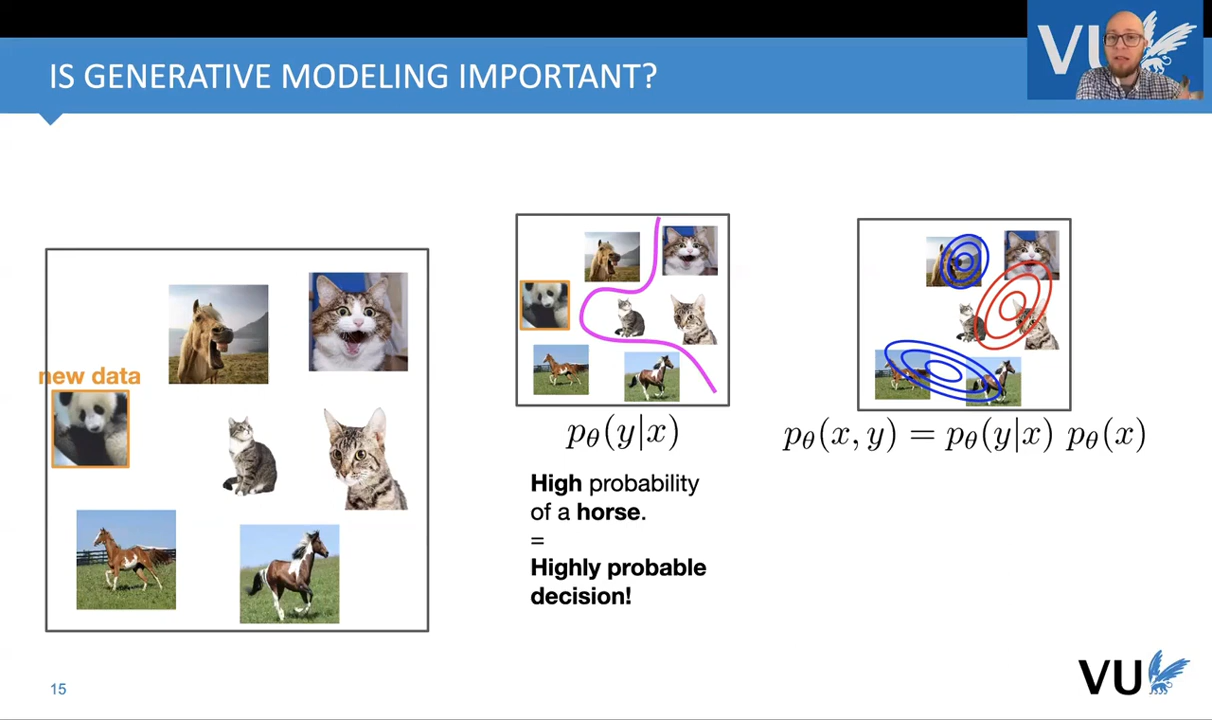 VU
IS GENERATIVE MODELING IMPORTANT?
new data
pθ(y|x)
High probability
of a horse.
=
Highly probable
decision!
pθ(x, y) = pθ(y|x) pθ(x)
15
VU